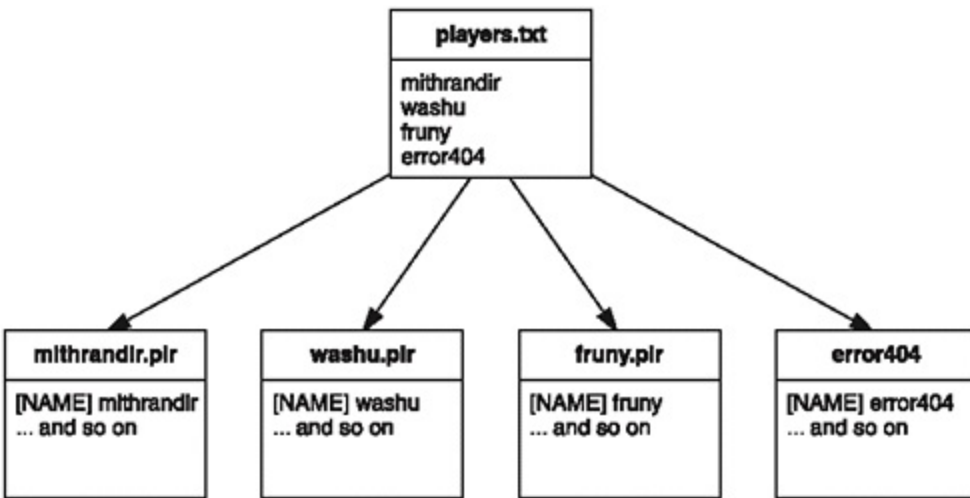 players.txt
mithrandir
washu
fruny
error404
mithrandir.plr
[NAME] mithrandir
... and so on
washu.plr
[NAME] washu
... and so on
fruny.plr
[NAME] fruny
... and so on
error404
[NAME] error404
... and so on